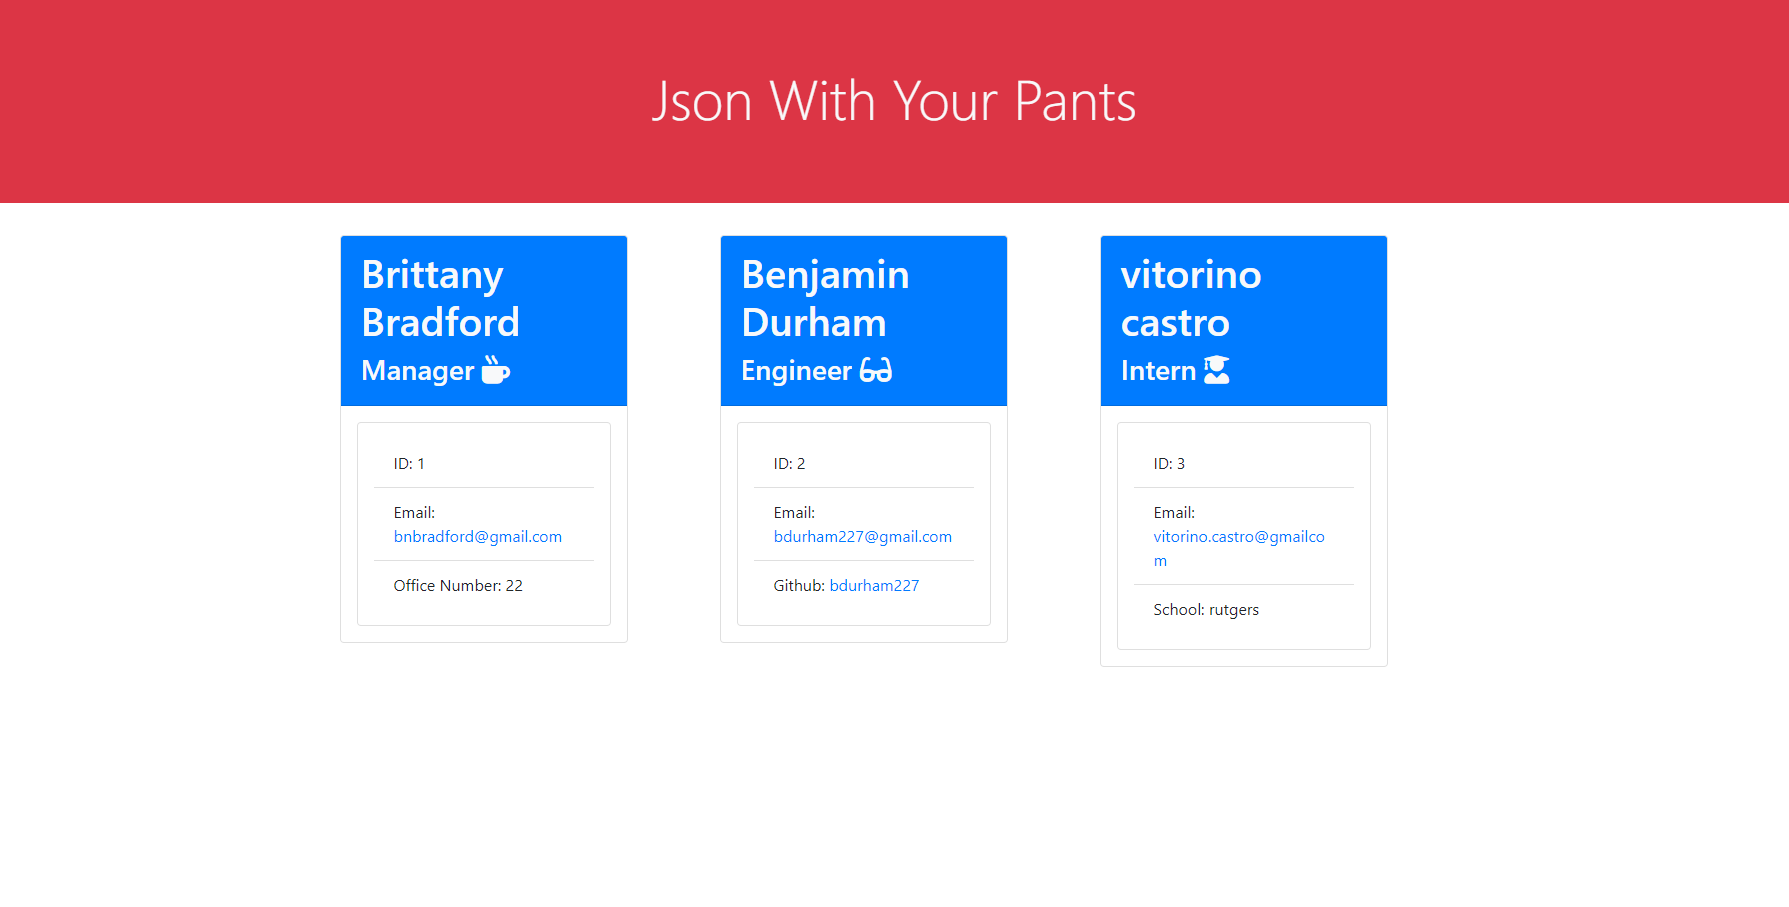 Json With Your Pants
Brittany
Bradford
Manager
ID: 1
Email:
bnbradford@gmail.com
Office Number: 22
Benjamin
Durham
Engineer
ID: 2
Email:
bdurham227@gmail.com
Github: bdurham227
vitorino
castro
Intern
ID: 3
Email:
vitorino.castro@gmailco
m
School: rutgers